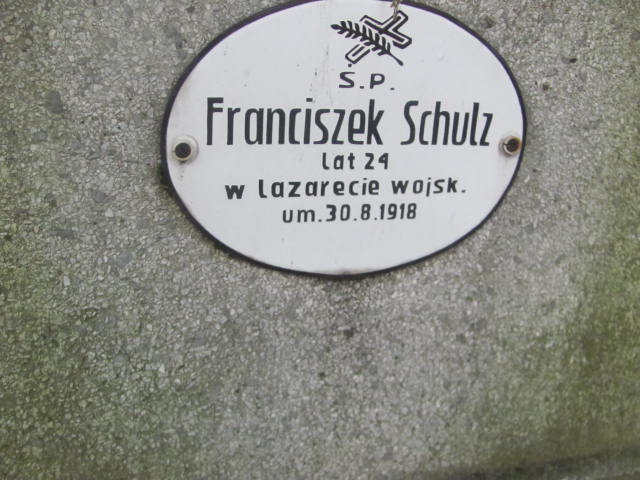 Ś.P.
Franciszek Schulz
lat 24
w lazarecie wojsk.
um. 30.8.1918